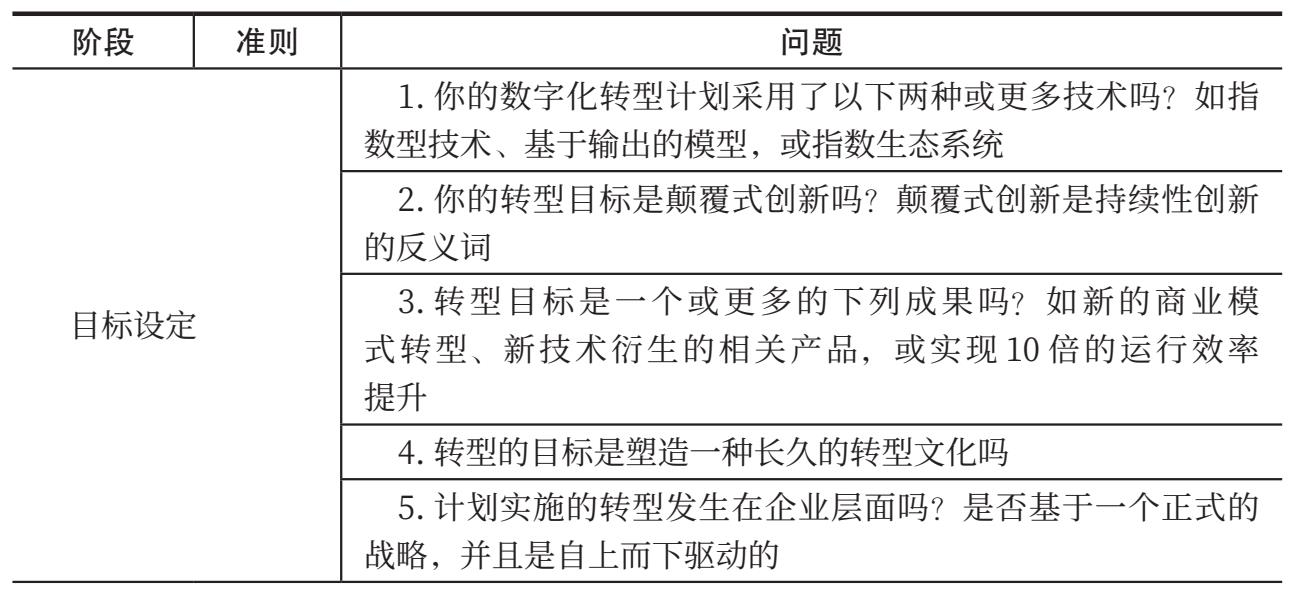 阶段 准则 问题
1. 你的数字化转型计划采用了以下两种或更多技术吗？如指
数型技术、基于输出的模型，或指数生态系统
2. 你的转型目标是颠覆式创新吗？颠覆式创新是持续性创新
的反义词
目标设定
3. 转型目标是一个或更多的下列成果吗？如新的商业模
式转型、新技术衍生的相关产品，或实现 10 倍的运行效率
提升
4. 转型的目标是塑造一种长久的转型文化吗
5. 计划实施的转型发生在企业层面吗？是否基于一个正式的
战略，并且是自上而下驱动的